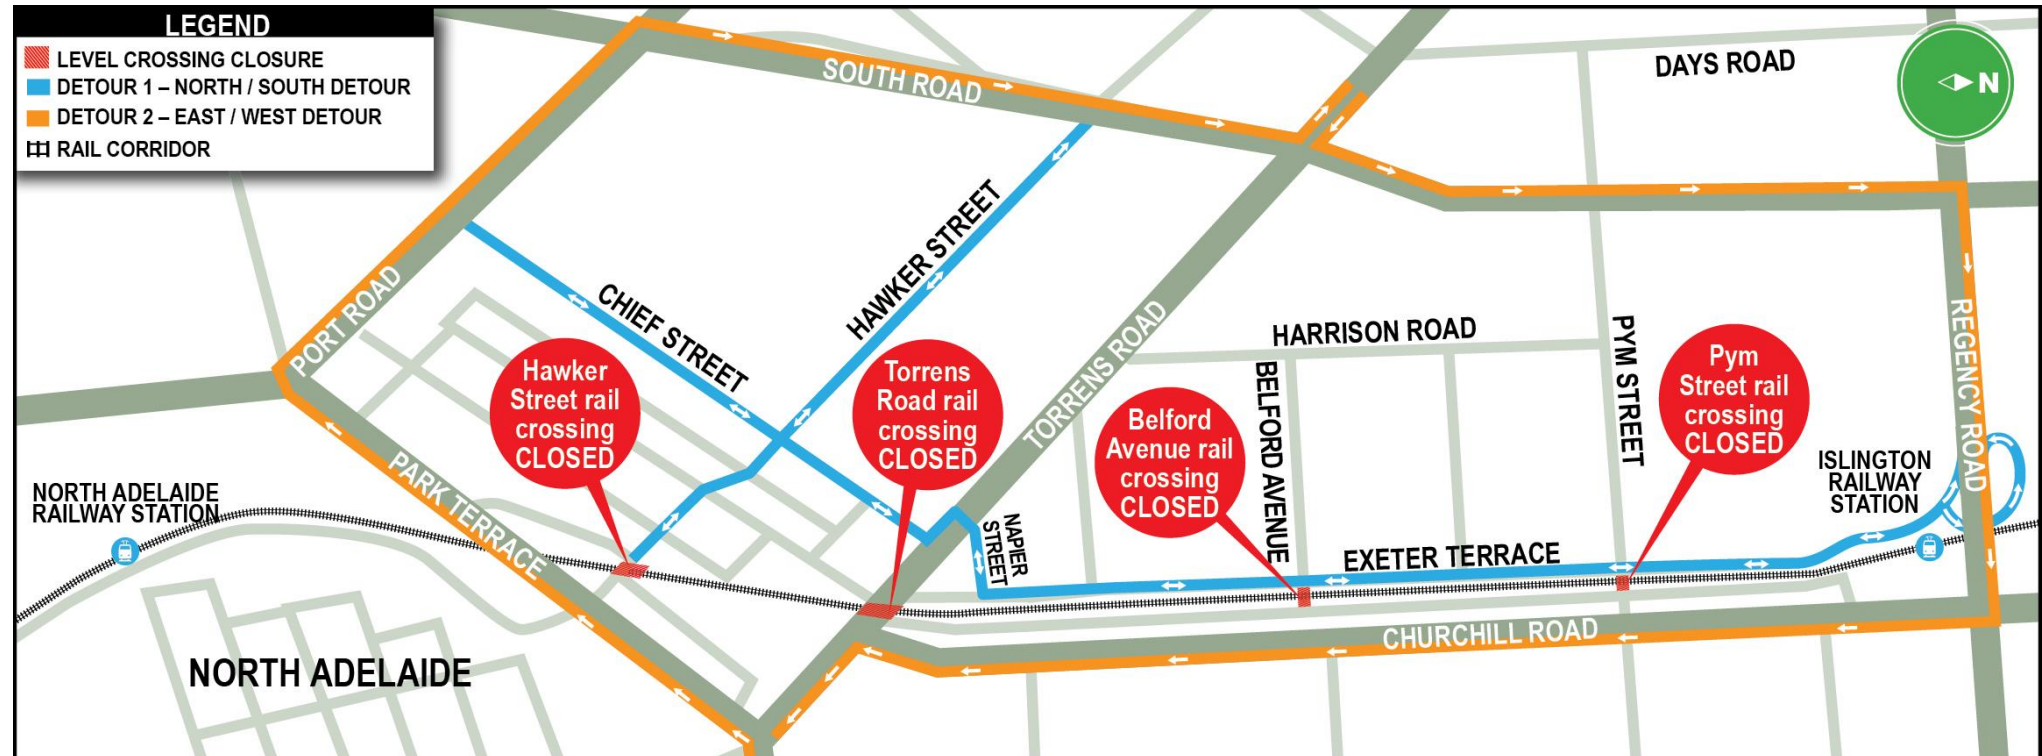 LEGEND
LEVEL CROSSING CLOSURE
DETOUR 1 – NORTH / SOUTH DETOUR
DETOUR 2 – EAST / WEST DETOUR
RAIL CORRIDOR
SOUTH ROAD
DAYS ROAD
N
PORT ROAD
CHIEF STREET
HAWKER STREET
TORRENS ROAD
HARRISON ROAD
BELFORD AVENUE
PYM STREET
REGENCY ROAD
Hawker
Street rail
crossing
CLOSED
Torrens
Road rail
crossing
CLOSED
Belford
Avenue rail
crossing
CLOSED
Pym
Street rail
crossing
CLOSED
ISLINGTON
RAILWAY
STATION
NORTH ADELAIDE
RAILWAY STATION
PARK TERRACE
NAPIER
STREET
EXETER TERRACE
CHURCHILL ROAD
NORTH ADELAIDE